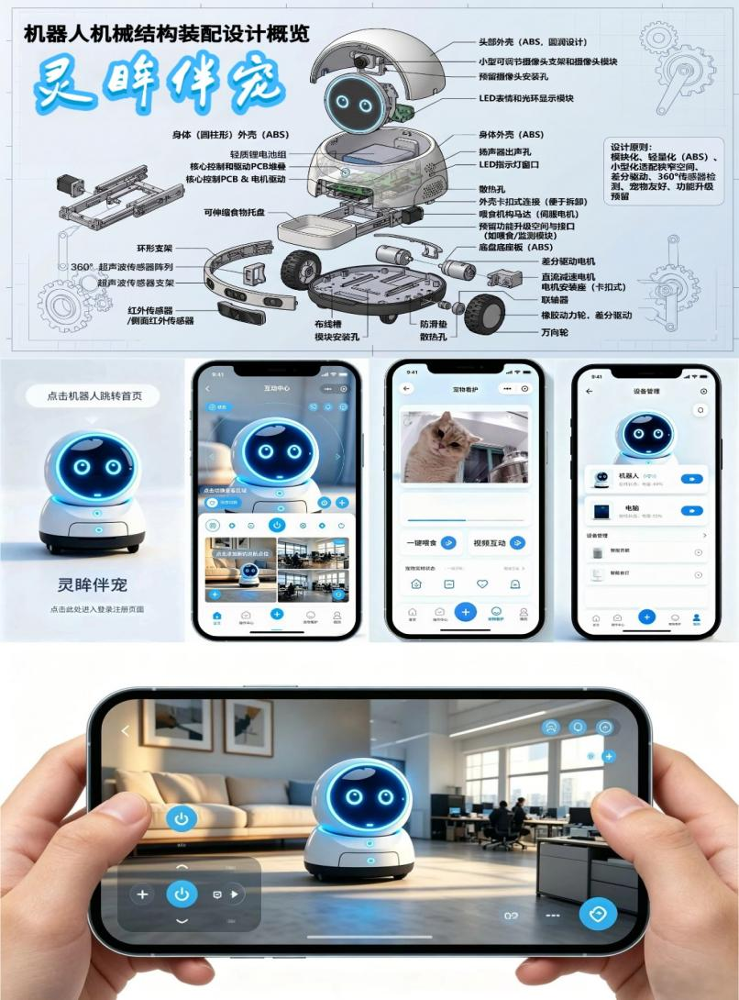 机器人机械结构装配设计概览
灵眸伴宠
头部外壳（ABS，圆润设计）
小型可调节摄像头支架和摄像头模块
预留摄像头安装孔
LED表情和光环显示模块
身体（圆柱形）外壳（ABS）
轻质锂电池组
核心控制和驱动PCB堆叠
核心控制PCB & 电机驱动
可伸缩食物托盘
身体外壳（ABS）
扬声器出声孔
LED指示灯窗口
散热孔
外壳卡扣式连接（便于拆卸）
喂食机构马达（伺服电机）
预留功能升级空间与接口
（如喂食/监测模块）
底盘底座板（ABS）
差分驱动电机
直流减速电机
电机安装座（卡扣式）
联轴器
橡胶动力轮、差分驱动
万向轮
设计原则：
模块化、轻量化（ABS）、
小型化适配狭窄空间、
差分驱动、360°传感器检
测、宠物友好、功能升级
预留
环形支架
360°超声波传感器阵列
超声波传感器支架
红外传感器
/侧面红外传感器
布线槽
模块安装孔
防滑垫
散热孔
点击机器人跳转首页
灵眸伴宠
点击此处进入登录注册页面
9:41
互动中心
9:41
宠物看护
一键喂食
视频互动
9:41
设备管理
机器人
电脑
设备管理